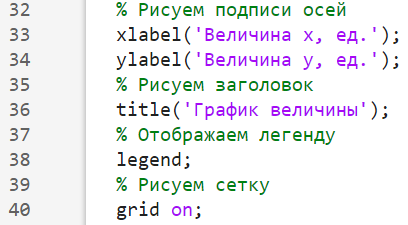 32 % Рисуем подписи осей
33 xlabel('Величина x, ед.');
34 ylabel('Величина y, ед.');
35 % Рисуем заголовок
36 title('График величины');
37 % Отображаем легенду
38 legend;
39 % Рисуем сетку
40 grid on;